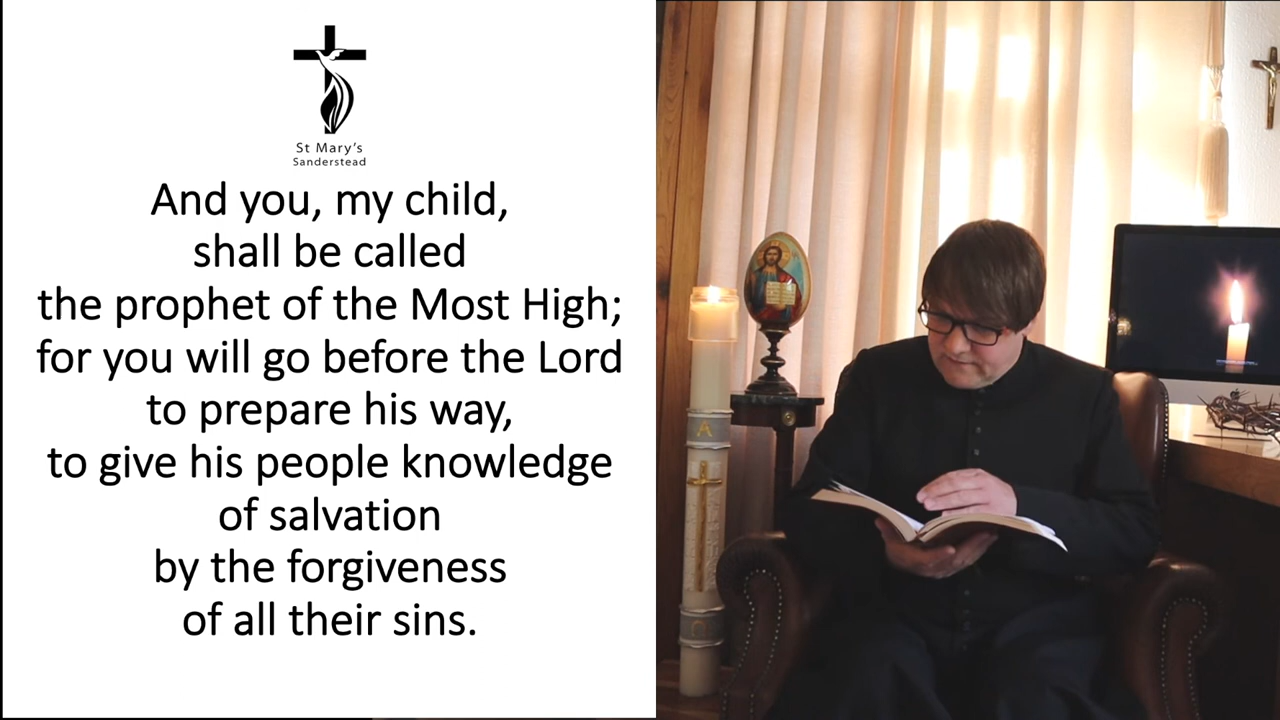 St Mary's
Sanderstead
And you, my child,
shall be called
the prophet of the Most High;
for you will go before the Lord
to prepare his way,
to give his people knowledge
of salvation
by the forgiveness
of all their sins.
A
Ω